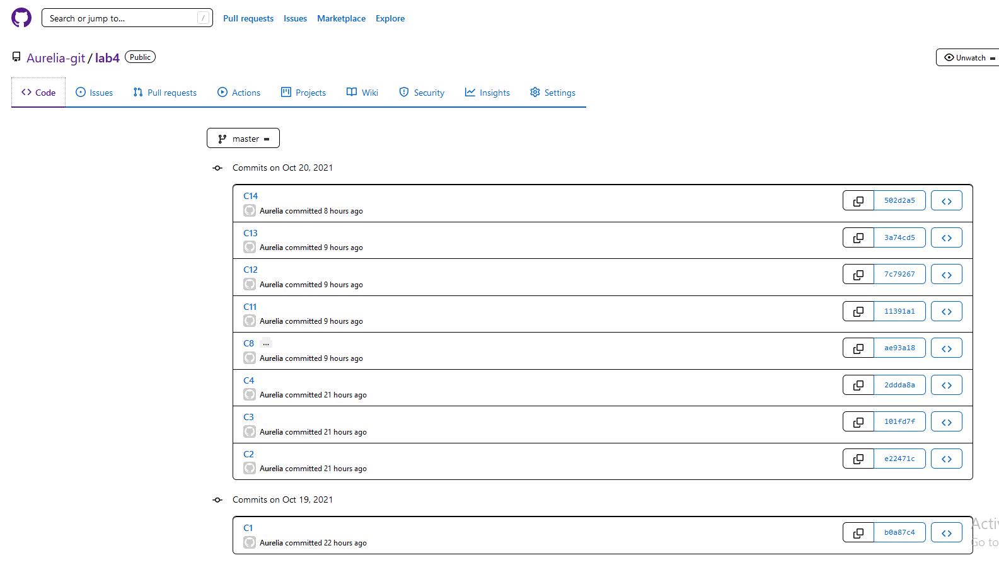 Search or jump to... /
Pull requests Issues Marketplace Explore
Aurelia-git / lab4 Public
Unwatch
Code Issues Pull requests Actions Projects Wiki Security Insights Settings
master
Commits on Oct 20, 2021
C14
Aurelia committed 8 hours ago
502d2a5
C13
Aurelia committed 9 hours ago
3a74cd5
C12
Aurelia committed 9 hours ago
7c79267
C11
Aurelia committed 9 hours ago
11391a1
C8 ...
Aurelia committed 9 hours ago
ae93a18
C4
Aurelia committed 21 hours ago
2ddda8a
C3
Aurelia committed 21 hours ago
101fd7f
C2
Aurelia committed 21 hours ago
e22471c
Commits on Oct 19, 2021
C1
Aurelia committed 22 hours ago
b0a87c4
Go to